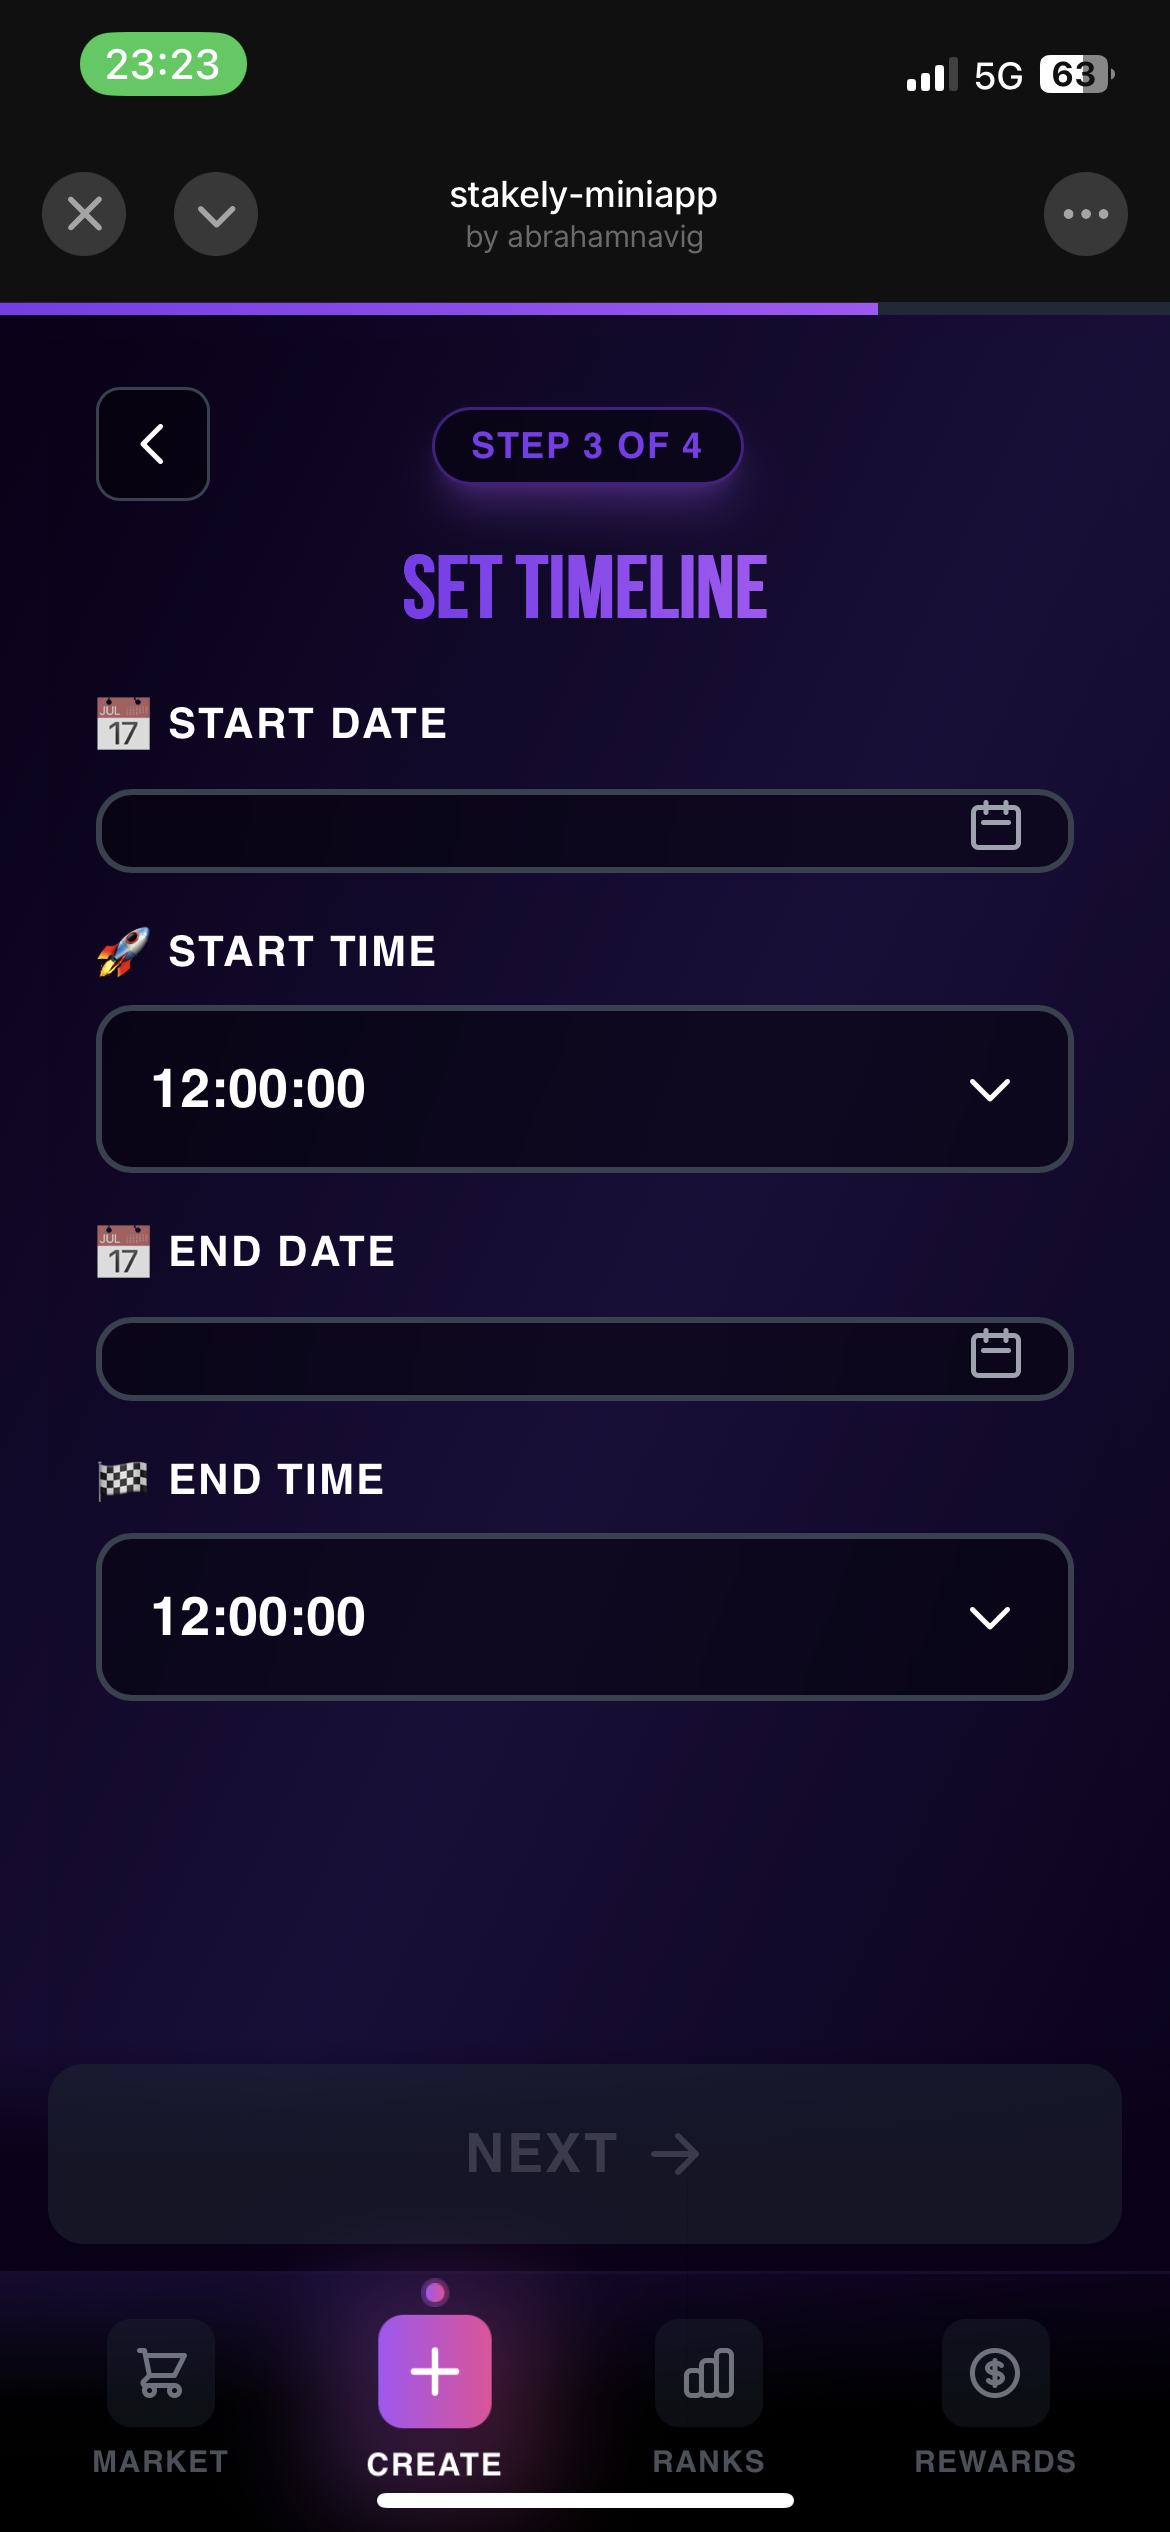 23:23
5G 63
stakely-miniapp
by abrahamnavig
STEP 3 OF 4
SET TIMELINE
JUL 17 START DATE
START TIME
12:00:00
JUL 17 END DATE
END TIME
12:00:00
NEXT
MARKET CREATE RANKS REWARDS